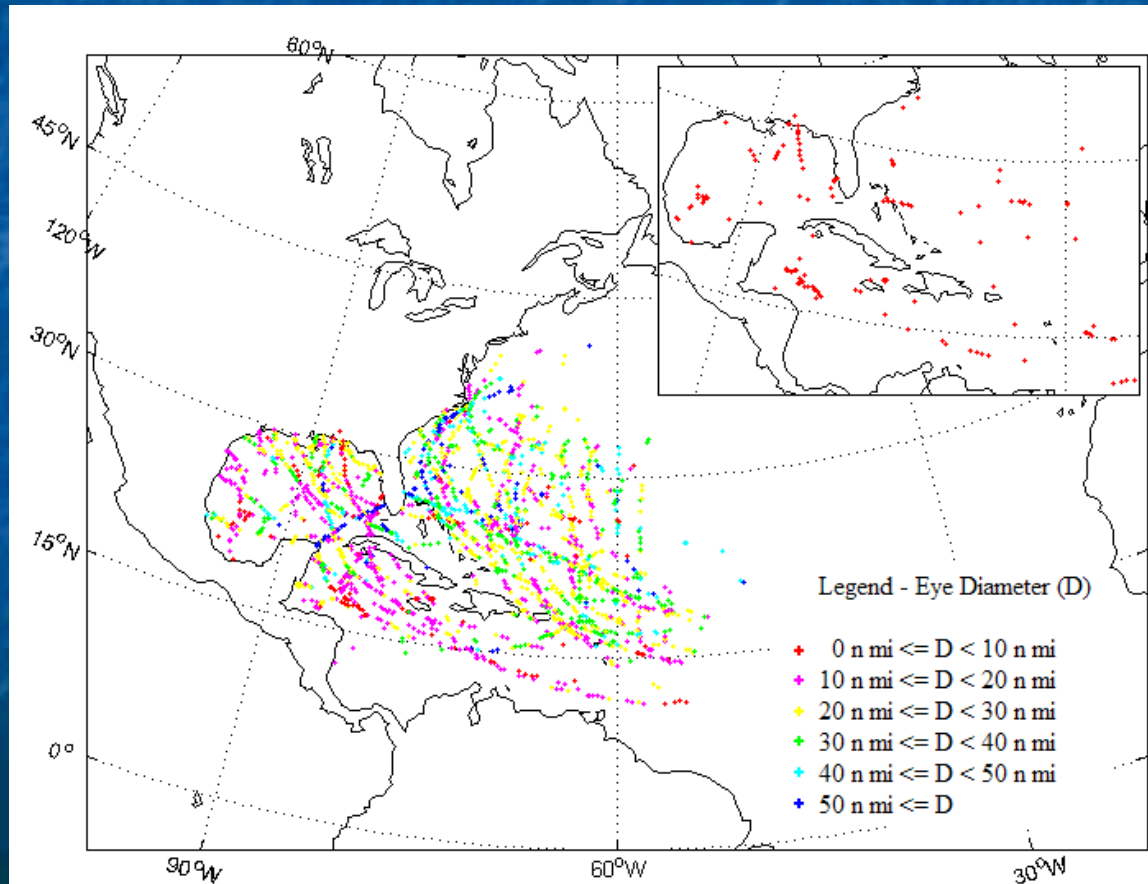 60°N
45°N
120°W
30°N
15°N
0°
90°W
60°W
30°W
Legend - Eye Diameter (D)
0 n mi <= D < 10 n mi
10 n mi <= D < 20 n mi
20 n mi <= D < 30 n mi
30 n mi <= D < 40 n mi
40 n mi <= D < 50 n mi
50 n mi <= D